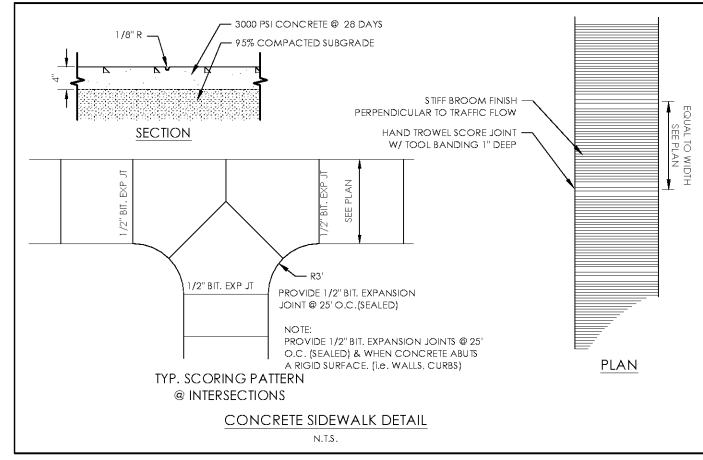 3000 PSI CONCRETE @ 28 DAYS
1/8" R
95% COMPACTED SUBGRADE
4"
SECTION
STIFF BROOM FINISH
PERPENDICULAR TO TRAFFIC FLOW
HAND TROWEL SCORE JOINT
W/ TOOL BANDING 1" DEEP
EQUAL TO WIDTH
SEE PLAN
1/2" BIT. EXP JT
1/2" BIT. EXP JT
SEE PLAN
R3'
1/2" BIT. EXP JT
PROVIDE 1/2" BIT. EXPANSION
JOINT @ 25' O.C.(SEALED)
NOTE:
PROVIDE 1/2" BIT. EXPANSION JOINTS @ 25'
O.C. (SEALED) & WHEN CONCRETE ABUTS
A RIGID SURFACE. (i.e. WALLS, CURBS)
PLAN
TYP. SCORING PATTERN
@ INTERSECTIONS
CONCRETE SIDEWALK DETAIL
N.T.S.